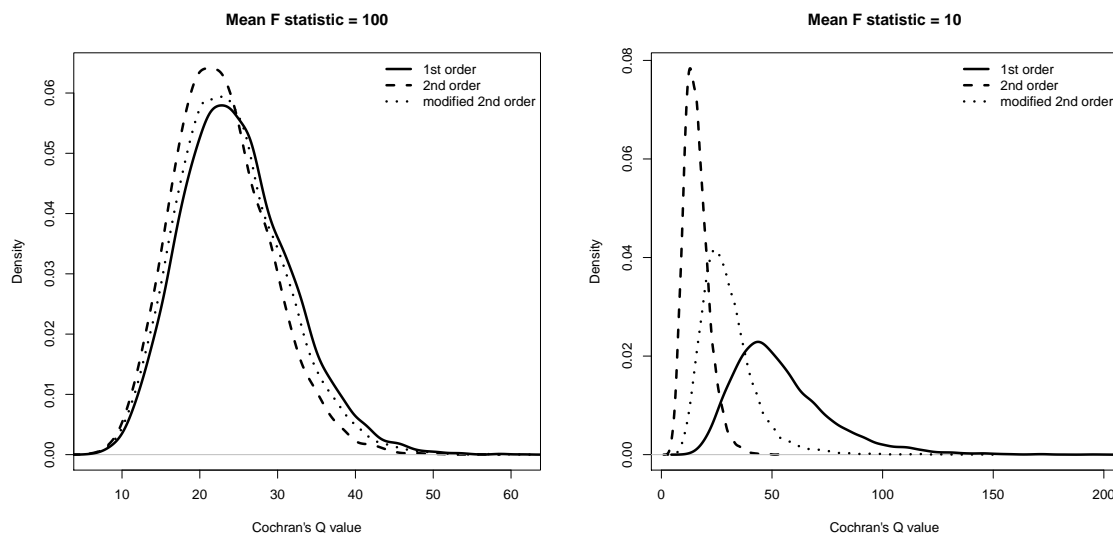 Mean F statistic = 100
1st order
2nd order
modified 2nd order
Density
0.06
0.05
0.04
0.03
0.02
0.01
0.00
10 20 30 40 50 60
Cochran's Q value
Mean F statistic = 10
1st order
2nd order
modified 2nd order
Density
0.08
0.06
0.04
0.02
0.00
0 50 100 150 200
Cochran's Q value